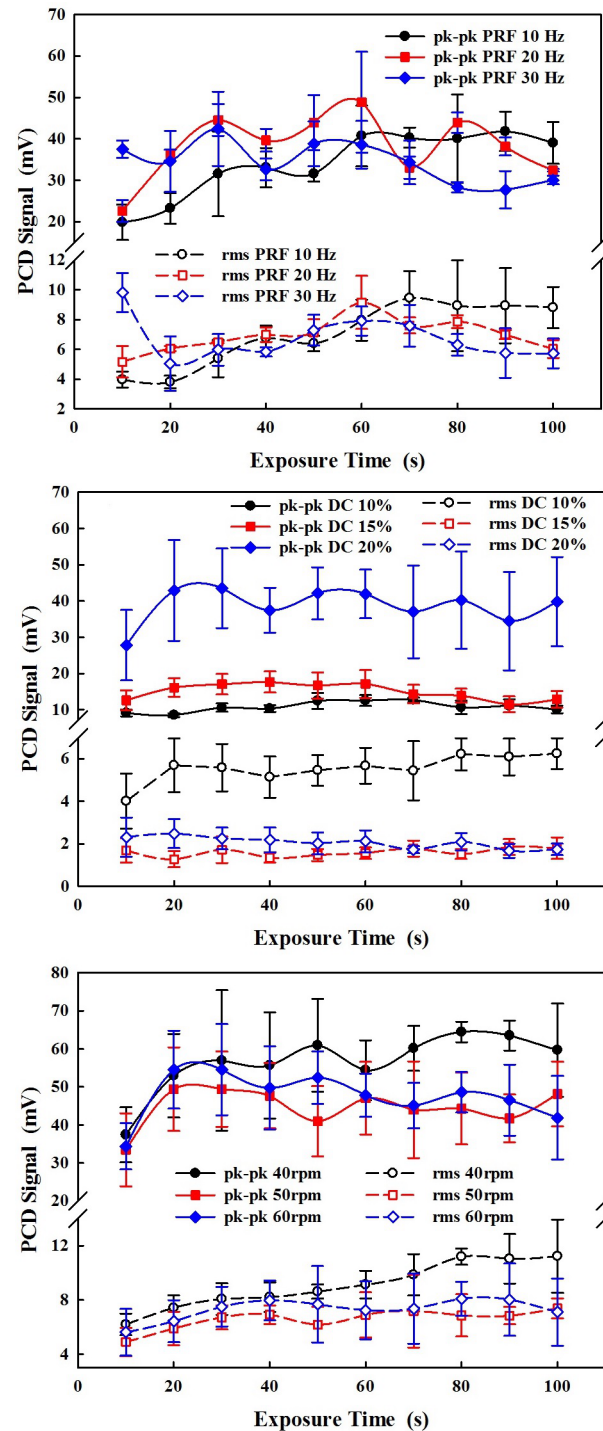 70
60
50
40
30
20
12
10
8
6
4
2
PCD Signal (mV)
pk-pk PRF 10 Hz
pk-pk PRF 20 Hz
pk-pk PRF 30 Hz
rms PRF 10 Hz
rms PRF 20 Hz
rms PRF 30 Hz
0 20 40 60 80 100
Exposure Time (s)
70
60
50
40
30
20
10
6
4
2
0
PCD Signal (mV)
pk-pk DC 10%
pk-pk DC 15%
pk-pk DC 20%
rms DC 10%
rms DC 15%
rms DC 20%
0 20 40 60 80 100
Exposure Time (s)
80
70
60
50
40
30
20
12
8
4
PCD Signal (mV)
pk-pk 40rpm
pk-pk 50rpm
pk-pk 60rpm
rms 40rpm
rms 50rpm
rms 60rpm
0 20 40 60 80 100
Exposure Time (s)